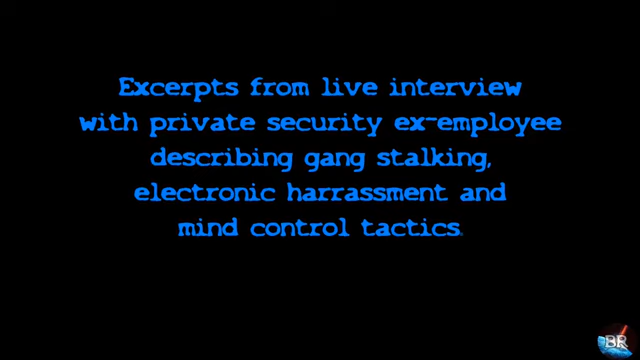 Excerpts from live interview
with private security ex-employee
describing gang stalking,
electronic harrassment and
mind control tactics
BR